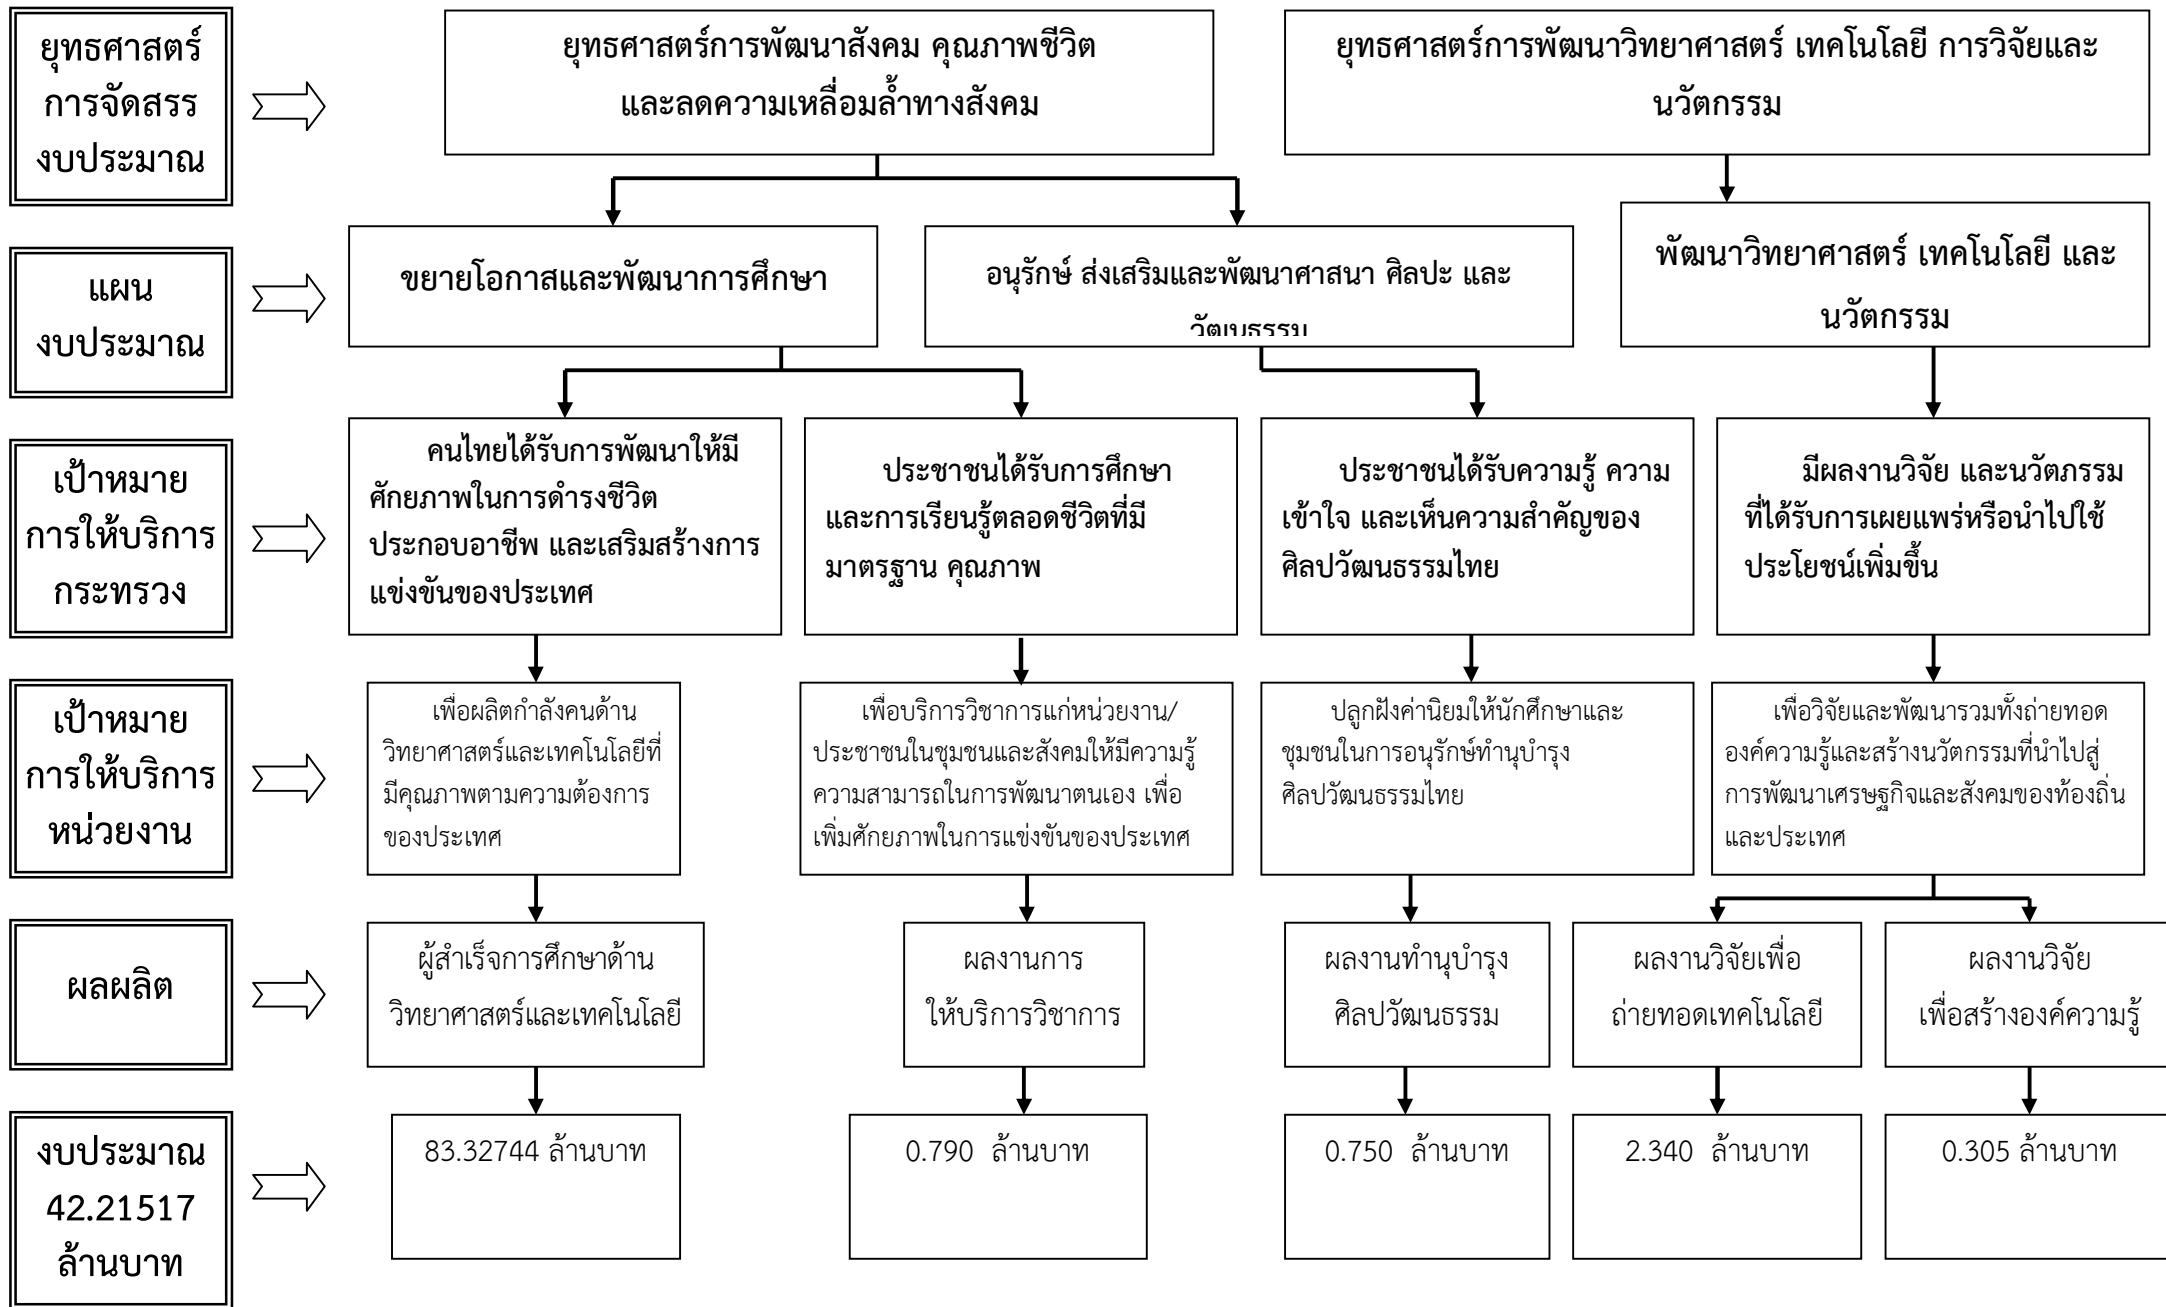 ยุทธศาสตร์
การจัดสรร
งบประมาณ
ยุทธศาสตร์การพัฒนาสังคม คุณภาพชีวิต
และลดความเหลื่อมล้ำทางสังคม
ยุทธศาสตร์การพัฒนาวิทยาศาสตร์ เทคโนโลยี การวิจัยและ
นวัตกรรม
แผน
งบประมาณ
ขยายโอกาสและพัฒนาการศึกษา
อนุรักษ์ ส่งเสริมและพัฒนาศาสนา ศิลปะ และ
วัฒนธรรม
พัฒนาวิทยาศาสตร์ เทคโนโลยี และ
นวัตกรรม
เป้าหมาย
การให้บริการ
กระทรวง
คนไทยได้รับการพัฒนาให้มี
ศักยภาพในการดำรงชีวิต
ประกอบอาชีพ และเสริมสร้างการ
แข่งขันของประเทศ
ประชาชนได้รับการศึกษา
และการเรียนรู้ตลอดชีวิตที่มี
มาตรฐาน คุณภาพ
ประชาชนได้รับความรู้ ความ
เข้าใจ และเห็นความสำคัญของ
ศิลปวัฒนธรรมไทย
มีผลงานวิจัย และนวัตภรรม
ที่ได้รับการเผยแพร่หรือนำไปใช้
ประโยชน์เพิ่มขึ้น
เป้าหมาย
การให้บริการ
หน่วยงาน
เพื่อผลิตกำลังคนด้าน
วิทยาศาสตร์และเทคโนโลยีที่
มีคุณภาพตามความต้องการ
ของประเทศ
เพื่อบริการวิชาการแก่หน่วยงาน/
ประชาชนในชุมชนและสังคมให้มีความรู้
ความสามารถในการพัฒนาตนเอง เพื่อ
เพิ่มศักยภาพในการแข่งขันของประเทศ
ปลูกฝังค่านิยมให้นักศึกษาและ
ชุมชนในการอนุรักษ์ทำนุบำรุง
ศิลปวัฒนธรรมไทย
เพื่อวิจัยและพัฒนารวมทั้งถ่ายทอด
องค์ความรู้และสร้างนวัตกรรมที่นำไปสู่
การพัฒนาเศรษฐกิจและสังคมของท้องถิ่น
และประเทศ
ผลผลิต
ผู้สำเร็จการศึกษาด้าน
วิทยาศาสตร์และเทคโนโลยี
ผลงานการ
ให้บริการวิชาการ
ผลงานทำนุบำรุง
ศิลปวัฒนธรรม
ผลงานวิจัยเพื่อ
ถ่ายทอดเทคโนโลยี
ผลงานวิจัย
เพื่อสร้างองค์ความรู้
งบประมาณ
42.21517
ล้านบาท
83.32744 ล้านบาท
0.790 ล้านบาท
0.750 ล้านบาท
2.340 ล้านบาท
0.305 ล้านบาท